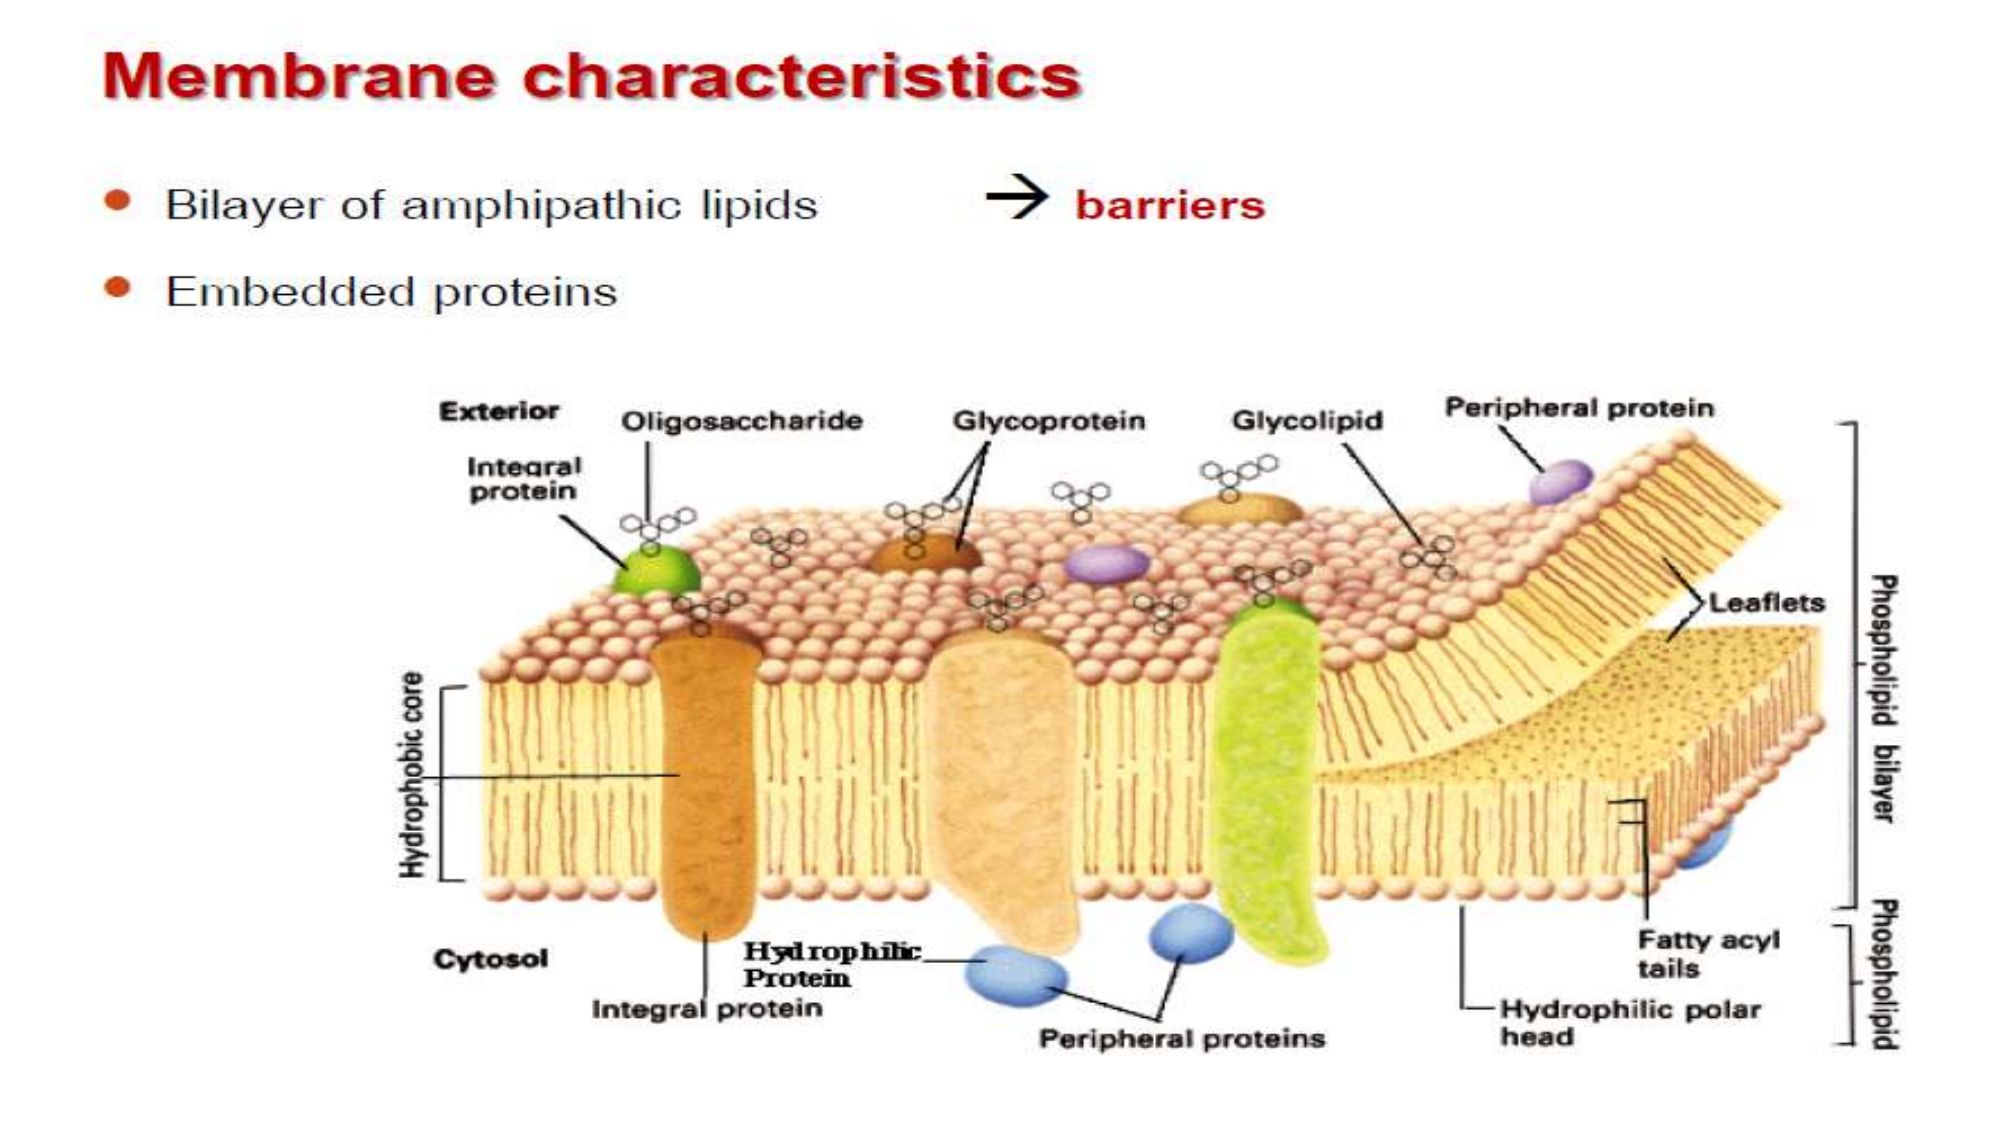 Membrane characteristics
Bilayer of amphipathic lipids → barriers
Embedded proteins
Exterior
Oligosaccharide
Glycoprotein
Glycolipid
Peripheral protein
Integral
protein
Leaflets
Phospholipid bilayer
Hydrophobic core
Cytosol
Hydrophilic
Protein
Integral protein
Peripheral proteins
Fatty acyl
tails
Hydrophilic polar
head
Phospholipid